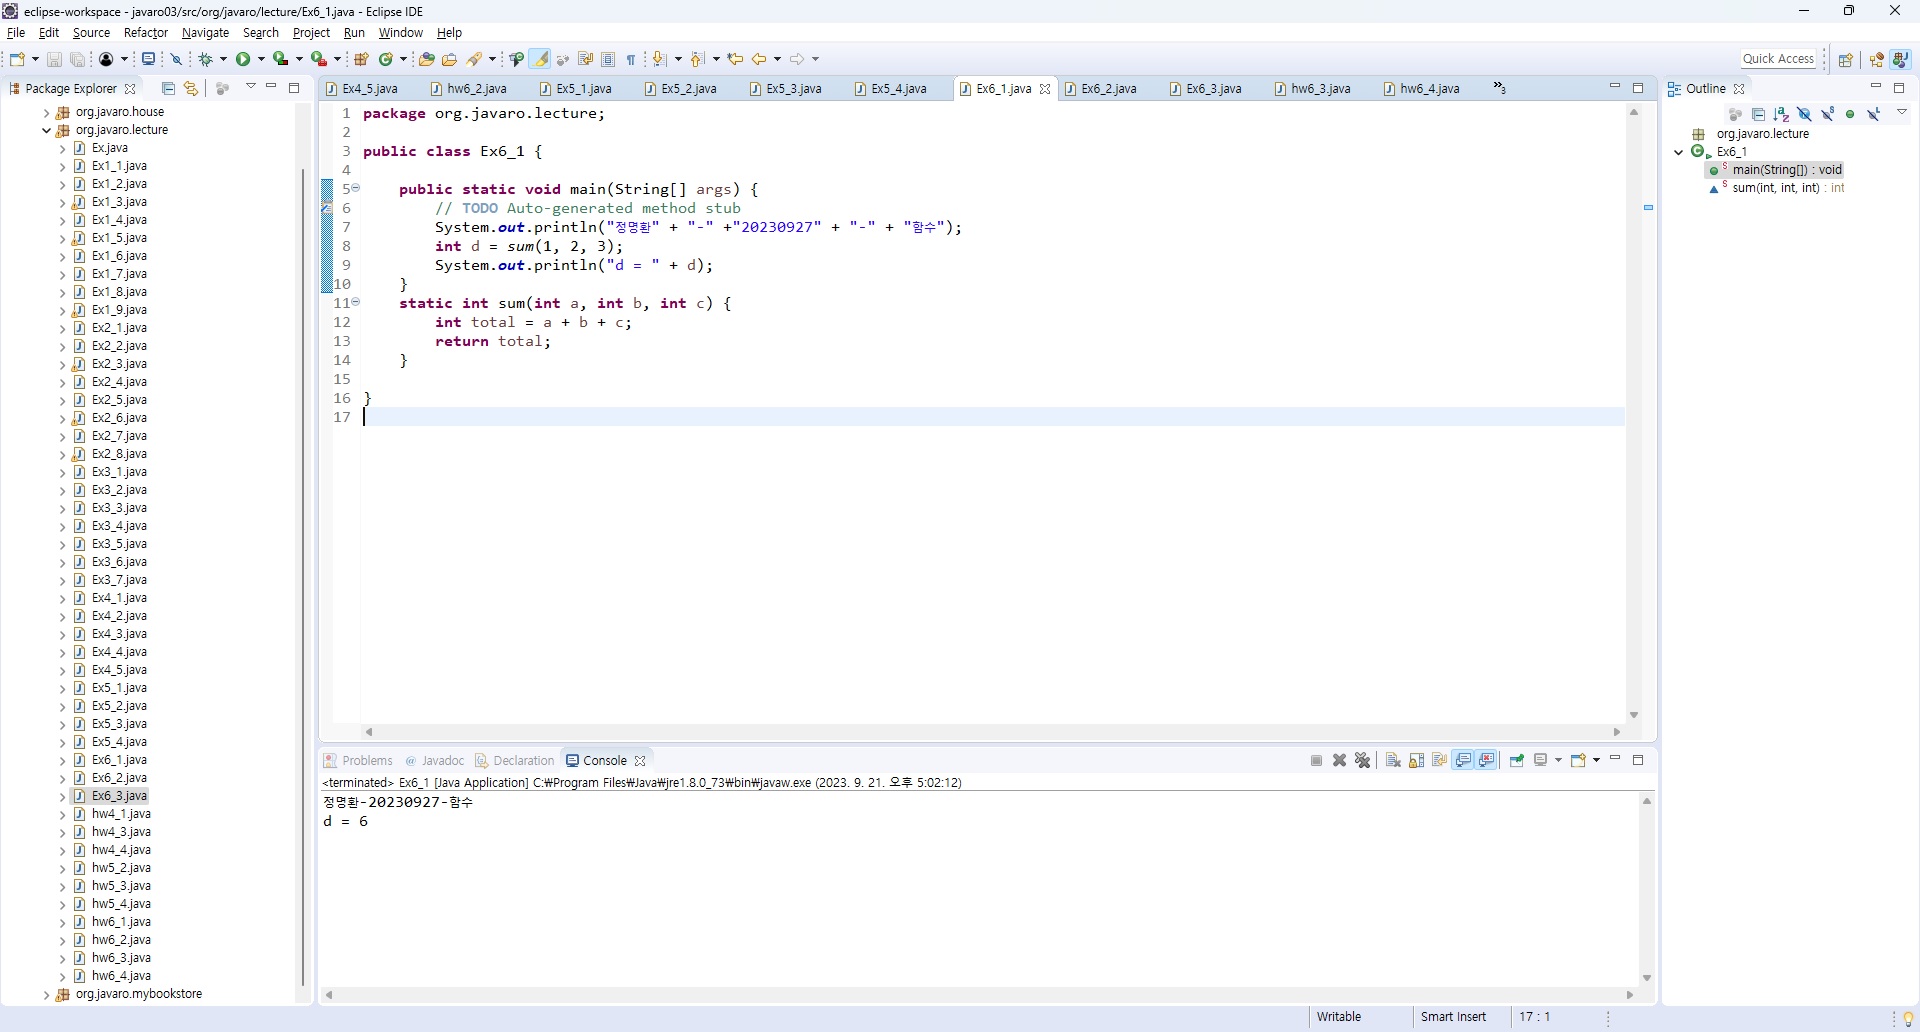 eclipse-workspace - javaro03/src/org/javaro/lecture/Ex6_1.java - Eclipse IDE
File Edit Source Refactor Navigate Search Project Run Window Help
Quick Access
Package Explorer
org.javaro.house
org.javaro.lecture
Ex.java
Ex1_1.java
Ex1_2.java
Ex1_3.java
Ex1_4.java
Ex1_5.java
Ex1_6.java
Ex1_7.java
Ex1_8.java
Ex1_9.java
Ex2_1.java
Ex2_2.java
Ex2_3.java
Ex2_4.java
Ex2_5.java
Ex2_6.java
Ex2_7.java
Ex2_8.java
Ex3_1.java
Ex3_2.java
Ex3_3.java
Ex3_4.java
Ex3_5.java
Ex3_6.java
Ex3_7.java
Ex4_1.java
Ex4_2.java
Ex4_3.java
Ex4_4.java
Ex4_5.java
Ex5_1.java
Ex5_2.java
Ex5_3.java
Ex5_4.java
Ex6_1.java
Ex6_2.java
Ex6_3.java
hw4_1.java
hw4_3.java
hw4_4.java
hw5_2.java
hw5_3.java
hw5_4.java
hw6_1.java
hw6_2.java
hw6_3.java
hw6_4.java
org.javaro.mybookstore
Ex4_5.java hw6_2.java Ex5_1.java Ex5_2.java Ex5_3.java Ex5_4.java Ex6_1.java Ex6_2.java Ex6_3.java hw6_3.java hw6_4.java »3
1 package org.javaro.lecture;
2
3 public class Ex6_1 {
4
5 public static void main(String[] args) {
6 // TODO Auto-generated method stub
7 System.out.println("정명환" + "-" +"20230927" + "-" + "함수");
8 int d = sum(1, 2, 3);
9 System.out.println("d = " + d);
10 }
11 static int sum(int a, int b, int c) {
12 int total = a + b + c;
13 return total;
14 }
15
16 }
17
Problems @ Javadoc Declaration Console
<terminated> Ex6_1 [Java Application] C:₩Program Files₩Java₩jre1.8.0_73₩bin₩javaw.exe (2023. 9. 21. 오후 5:02:12)
정명환-20230927-함수
d = 6
Outline
org.javaro.lecture
Ex6_1
main(String[]) : void
sum(int, int, int) : int
Writable Smart Insert 17 : 1